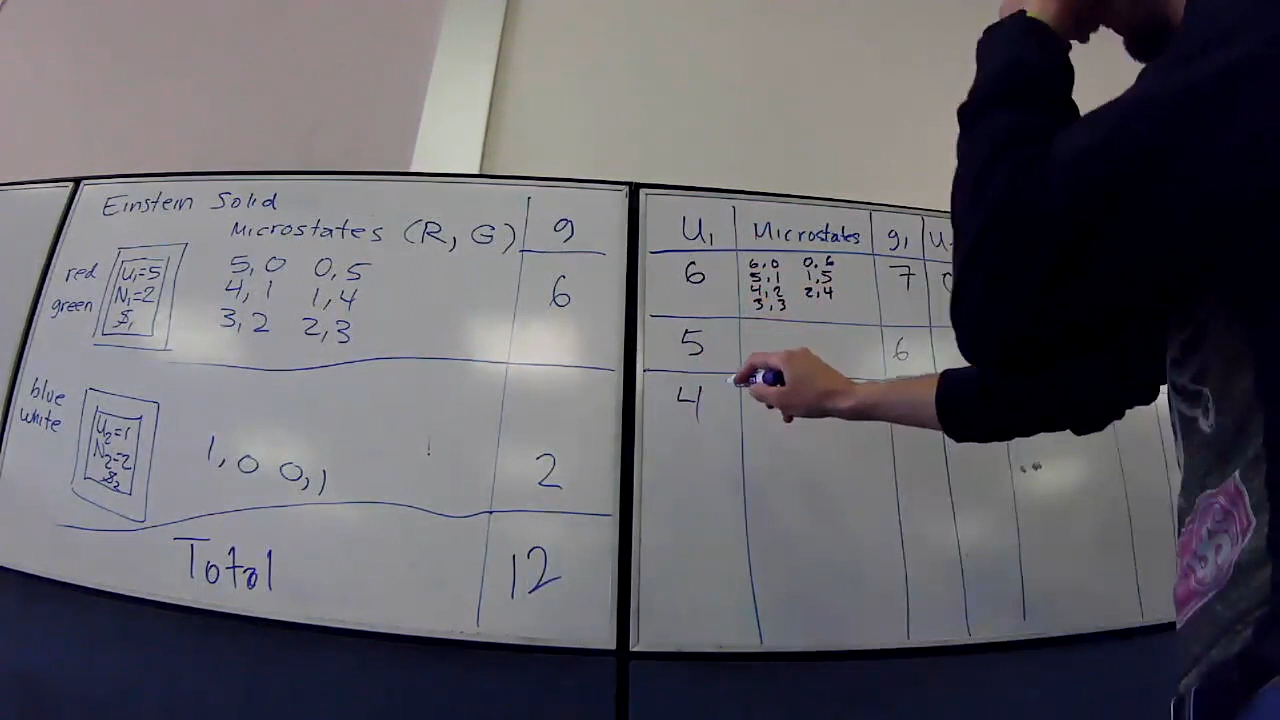 Einstein Solid
Microstates (R, G) g
red
green
U₁=5
N₁=2
5,0 0,5
4,1 1,4
3,2 2,3
6
blue
white
U₂=1
N₂=2
1,0 0,1
2
Total 12
U₁ Microstates g₁ U
6
6,0 0,6
5,1 1,5
4,2 2,4
3,3
7
5 6
4